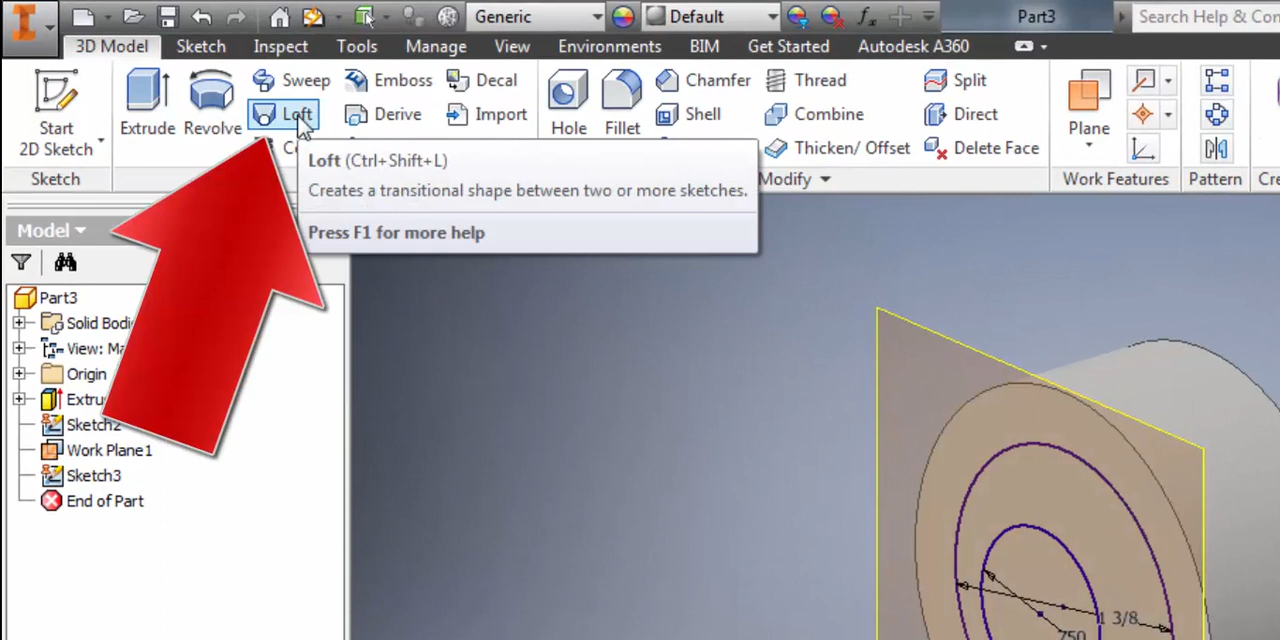 Generic
Default
Part3
Search Help & Co
3D Model
Sketch
Inspect
Tools
Manage
View
Environments
BIM
Get Started
Autodesk A360
Start
2D Sketch
Extrude
Revolve
Sweep
Loft
Emboss
Derive
Decal
Import
Hole
Fillet
Chamfer
Shell
Thread
Combine
Thicken/ Offset
Split
Direct
Delete Face
Plane
Sketch
Modify
Work Features
Pattern
Cre
Loft (Ctrl+Shift+L)
Creates a transitional shape between two or more sketches.
Press F1 for more help
Model
Part3
Solid Bodi
View: Ma
Origin
Extru
Sketch2
Work Plane1
Sketch3
End of Part
1 3/8
.750